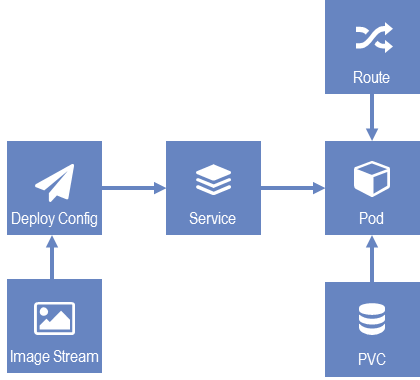 Route
Deploy Config
Service
Pod
Image Stream
PVC